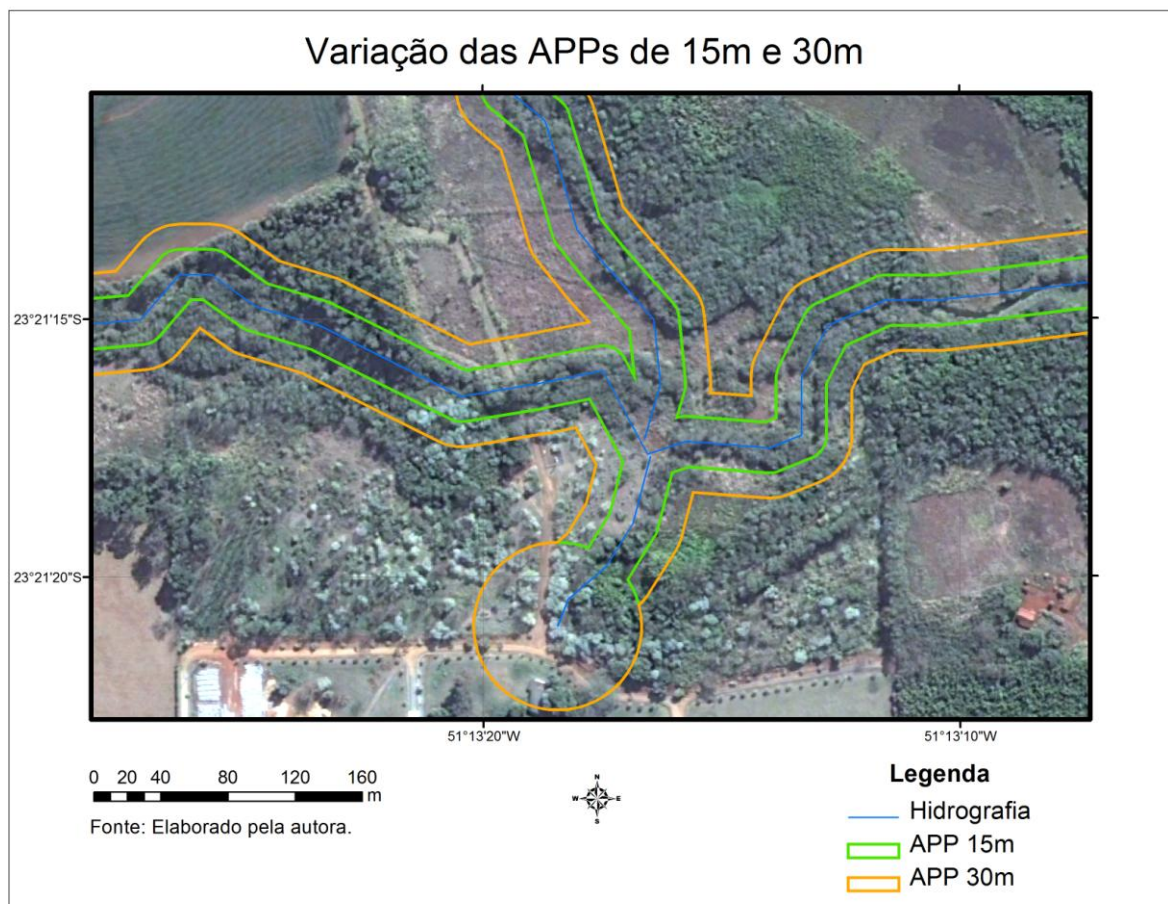 Variação das APPs de 15m e 30m
23°21'15"S
23°21'20"S
51°13'20"W
51°13'10"W
0 20 40 80 120 160
m
Fonte: Elaborado pela autora.
N
W E
S
Legenda
Hidrografia
APP 15m
APP 30m